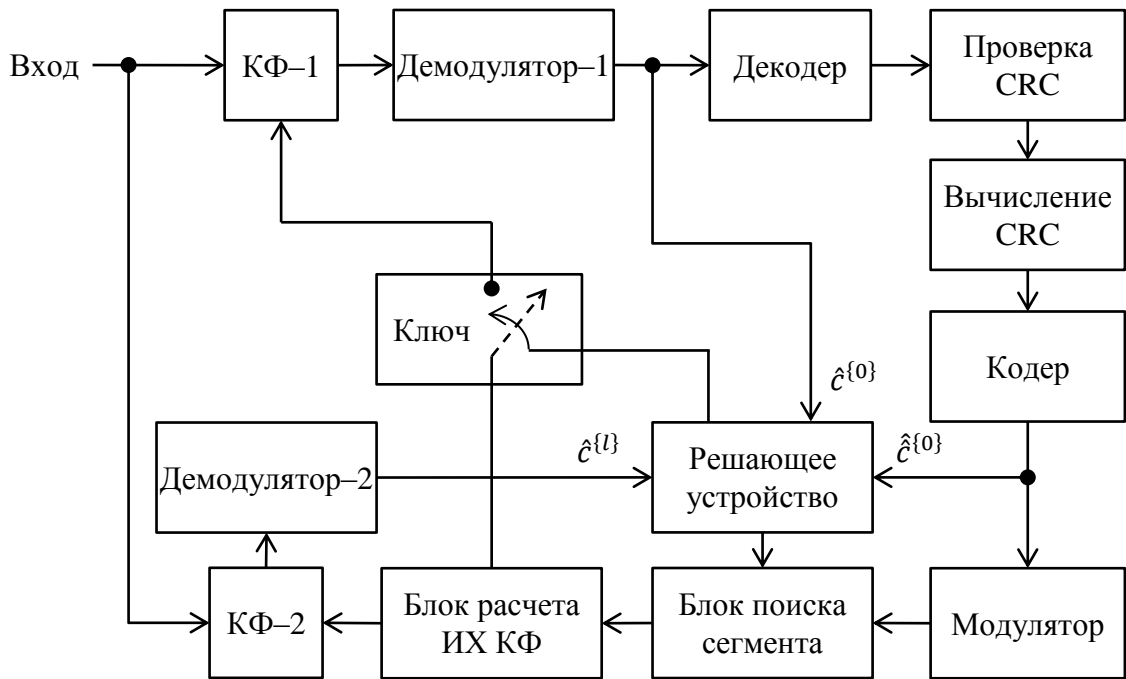 Вход
КФ–1
Демодулятор–1
Декодер
Проверка
CRC
Вычисление
CRC
Ключ
Кодер
ĉ^{0}
ĉ^{l}
Решающее
устройство
ĉ̂^{0}
Демодулятор–2
КФ–2
Блок расчета
ИХ КФ
Блок поиска
сегмента
Модулятор